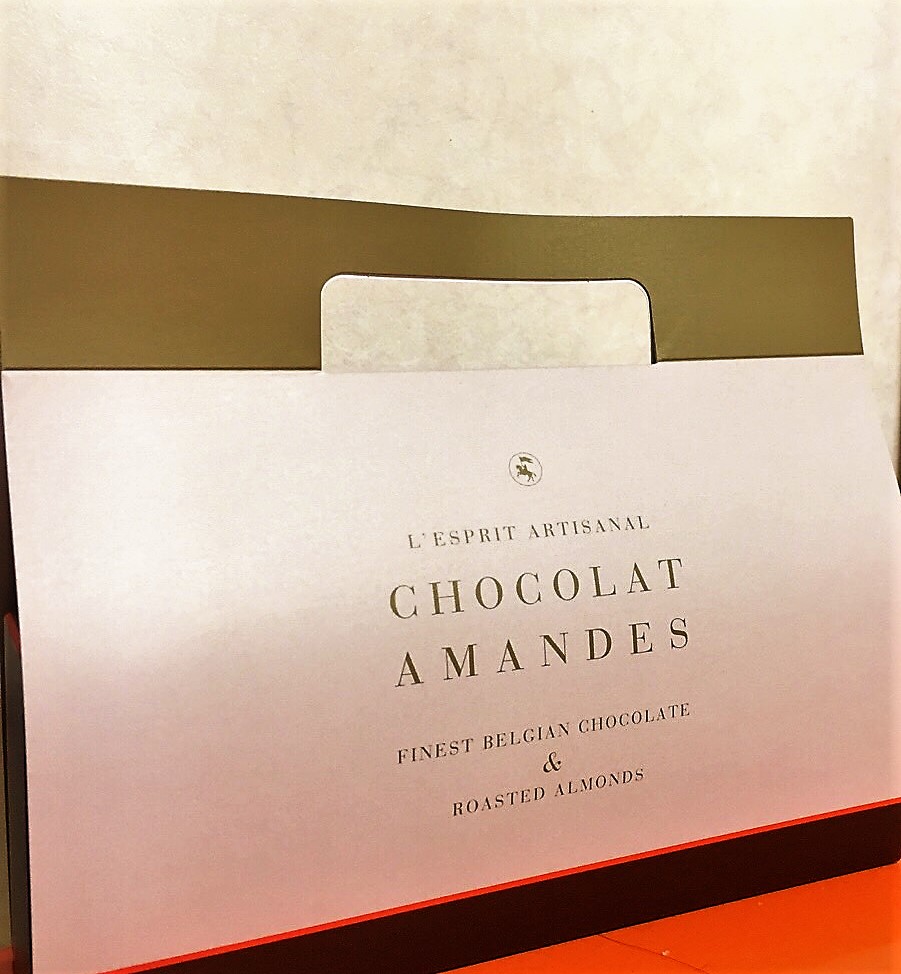 L'ESPRIT ARTISANAL
CHOCOLAT
AMANDES
FINEST BELGIAN CHOCOLATE
&
ROASTED ALMONDS